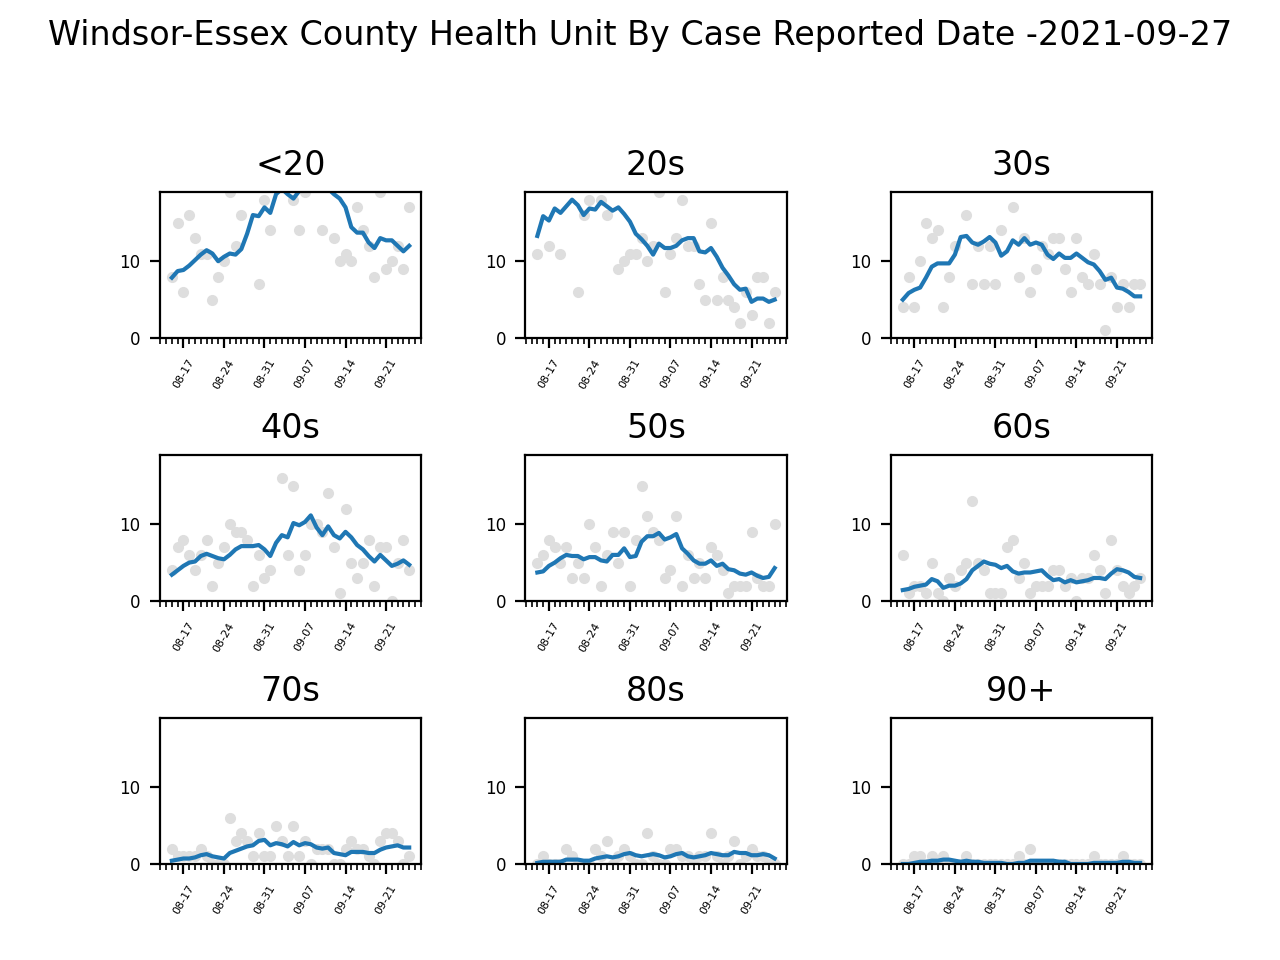 Windsor-Essex County Health Unit By Case Reported Date -2021-09-27
<20 20s 30s
10 10 10
0 0 0
08-17 08-24 08-31 09-07 09-14 09-21 08-17 08-24 08-31 09-07 09-14 09-21 08-17 08-24 08-31 09-07 09-14 09-21
40s 50s 60s
10 10 10
0 0 0
08-17 08-24 08-31 09-07 09-14 09-21 08-17 08-24 08-31 09-07 09-14 09-21 08-17 08-24 08-31 09-07 09-14 09-21
70s 80s 90+
10 10 10
0 0 0
08-17 08-24 08-31 09-07 09-14 09-21 08-17 08-24 08-31 09-07 09-14 09-21 08-17 08-24 08-31 09-07 09-14 09-21